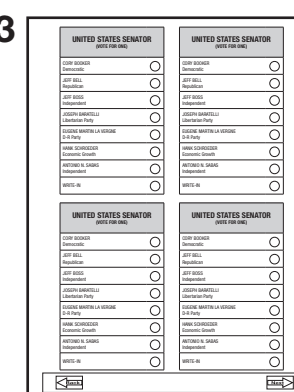 3
UNITED STATES SENATOR
(VOTE FOR ONE)
CORY BOOKER
Democratic
JEFF BELL
Republican
JEFF BOSS
Independent
JOSEPH BARATELLI
Libertarian Party
EUGENE MARTIN LA VERGNE
D-R Party
HANK SCHROEDER
Economic Growth
ANTONIO N. SABAS
Independent
WRITE-IN
UNITED STATES SENATOR
(VOTE FOR ONE)
CORY BOOKER
Democratic
JEFF BELL
Republican
JEFF BOSS
Independent
JOSEPH BARATELLI
Libertarian Party
EUGENE MARTIN LA VERGNE
D-R Party
HANK SCHROEDER
Economic Growth
ANTONIO N. SABAS
Independent
WRITE-IN
UNITED STATES SENATOR
(VOTE FOR ONE)
CORY BOOKER
Democratic
JEFF BELL
Republican
JEFF BOSS
Independent
JOSEPH BARATELLI
Libertarian Party
EUGENE MARTIN LA VERGNE
D-R Party
HANK SCHROEDER
Economic Growth
ANTONIO N. SABAS
Independent
WRITE-IN
UNITED STATES SENATOR
(VOTE FOR ONE)
CORY BOOKER
Democratic
JEFF BELL
Republican
JEFF BOSS
Independent
JOSEPH BARATELLI
Libertarian Party
EUGENE MARTIN LA VERGNE
D-R Party
HANK SCHROEDER
Economic Growth
ANTONIO N. SABAS
Independent
WRITE-IN
Back